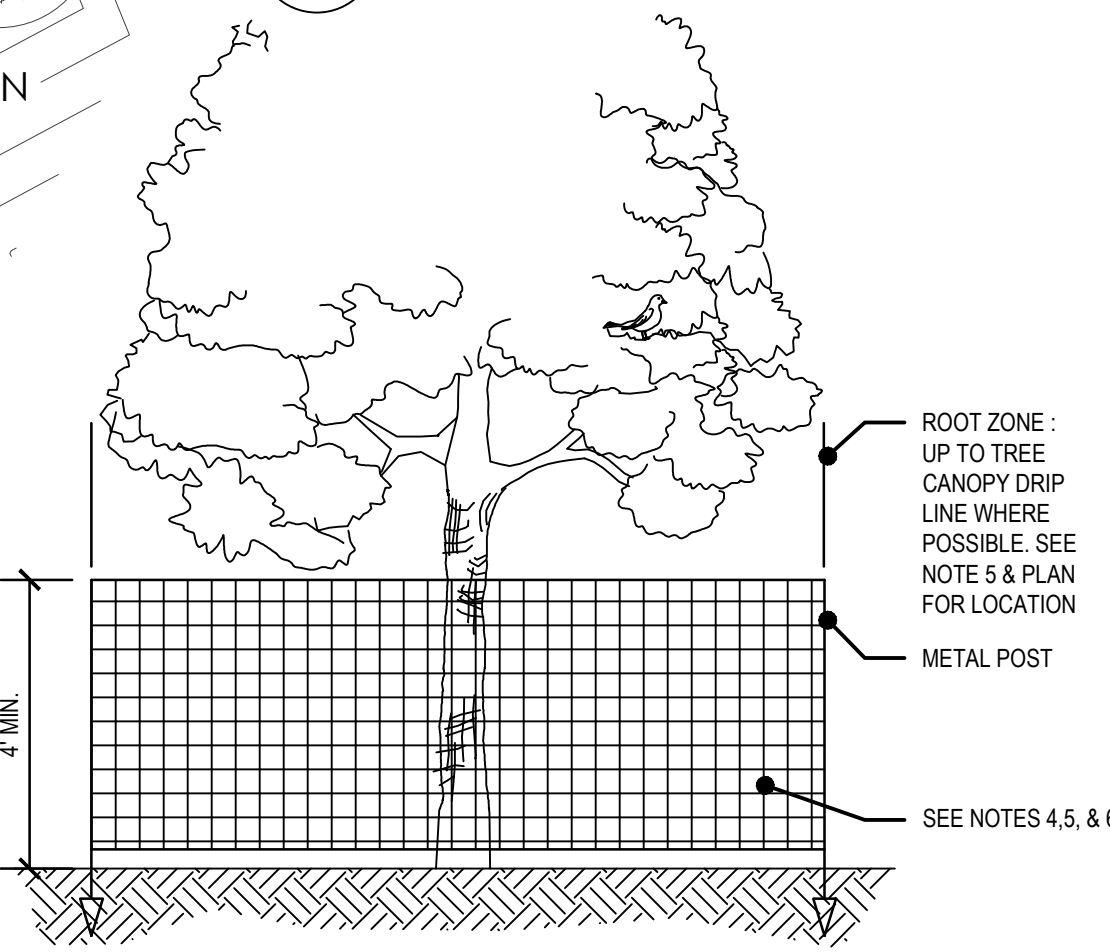 N
ROOT ZONE :
UP TO TREE
CANOPY DRIP
LINE WHERE
POSSIBLE. SEE
NOTE 5 & PLAN
FOR LOCATION
METAL POST
4' MIN.
SEE NOTES 4,5, & 6